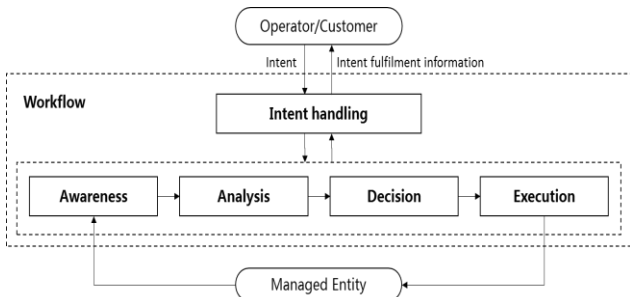 Operator/Customer
Intent
Intent fulfilment information
Workflow
Intent handling
Awareness
Analysis
Decision
Execution
Managed Entity